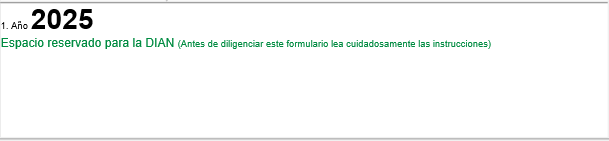 1. Año 2025
Espacio reservado para la DIAN (Antes de diligenciar este formulario lea cuidadosamente las instrucciones)